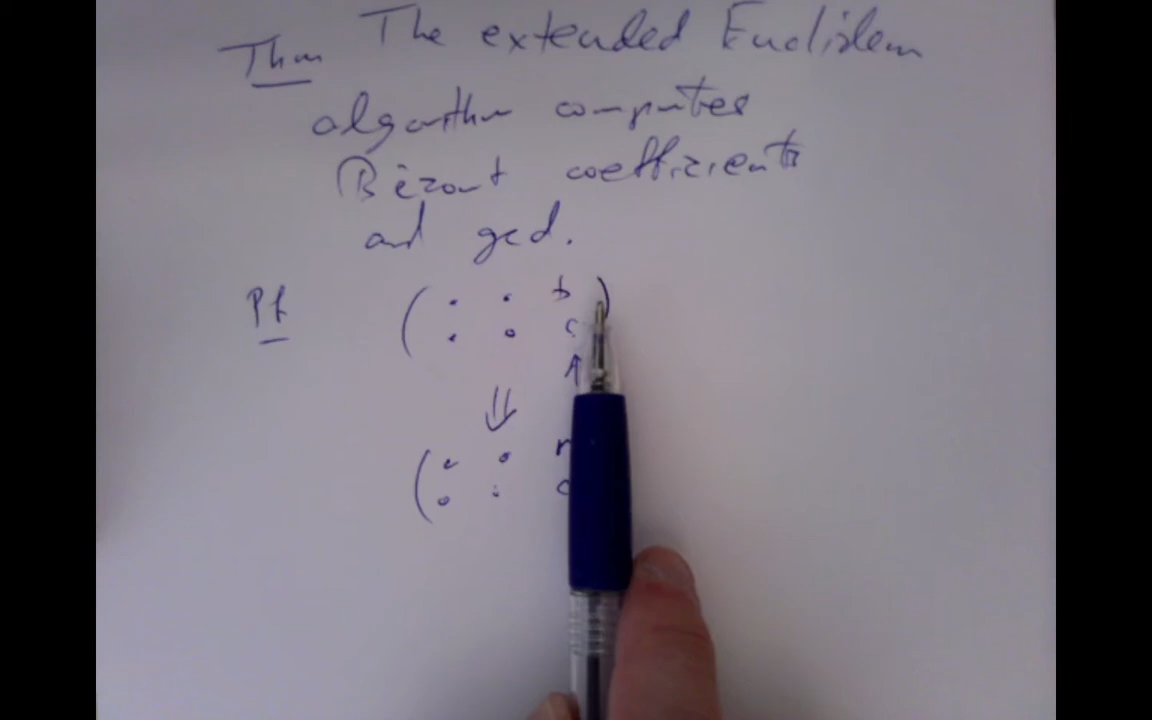 Thm The extended Euclidean
algorithm computes
Bézout coefficients
and gcd.
Pf ( . . b )
( . . c
↑
⇓
( . . r
( . .